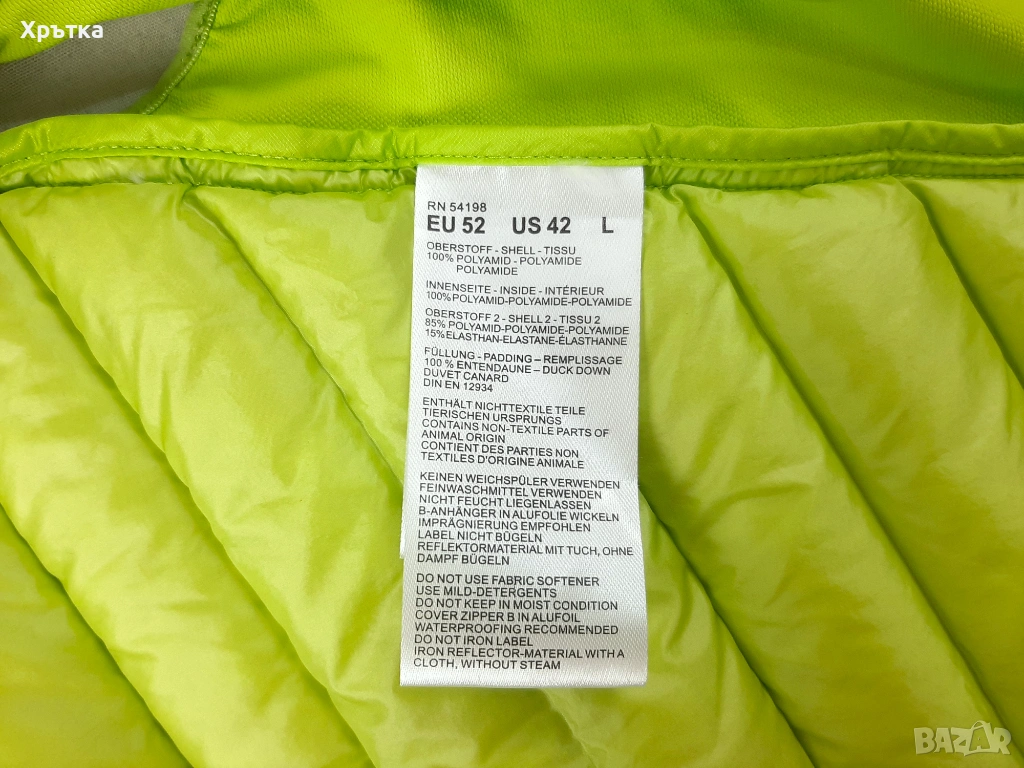 Хрътка
RN 54198
EU 52 US 42 L
OBERSTOFF - SHELL - TISSU
100% POLYAMID - POLYAMIDE
POLYAMIDE
INNENSEITE - INSIDE - INTÉRIEUR
100% POLYAMID-POLYAMIDE-POLYAMIDE
OBERSTOFF 2 - SHELL 2 - TISSU 2
85% POLYAMID-POLYAMIDE-POLYAMIDE
15% ELASTHAN-ELASTANE-ÉLASTHANNE
FÜLLUNG - PADDING – REMPLISSAGE
100 % ENTENDAUNE – DUCK DOWN
DUVET CANARD
DIN EN 12934
ENTHÄLT NICHTTEXTILE TEILE
TIERISCHEN URSPRUNGS
CONTAINS NON-TEXTILE PARTS OF
ANIMAL ORIGIN
CONTIENT DES PARTIES NON
TEXTILES D'ORIGINE ANIMALE
KEINEN WEICHSPÜLER VERWENDEN
FEINWASCHMITTEL VERWENDEN
NICHT FEUCHT LIEGENLASSEN
B-ANHÄNGER IN ALUFOLIE WICKELN
IMPRÄGNIERUNG EMPFOHLEN
LABEL NICHT BÜGELN
REFLEKTORMATERIAL MIT TUCH, OHNE
DAMPF BÜGELN
DO NOT USE FABRIC SOFTENER
USE MILD-DETERGENTS
DO NOT KEEP IN MOIST CONDITION
COVER ZIPPER B IN ALUFOIL
WATERPROOFING RECOMMENDED
DO NOT IRON LABEL
IRON REFLECTOR-MATERIAL WITH A
CLOTH, WITHOUT STEAM
BAZAR